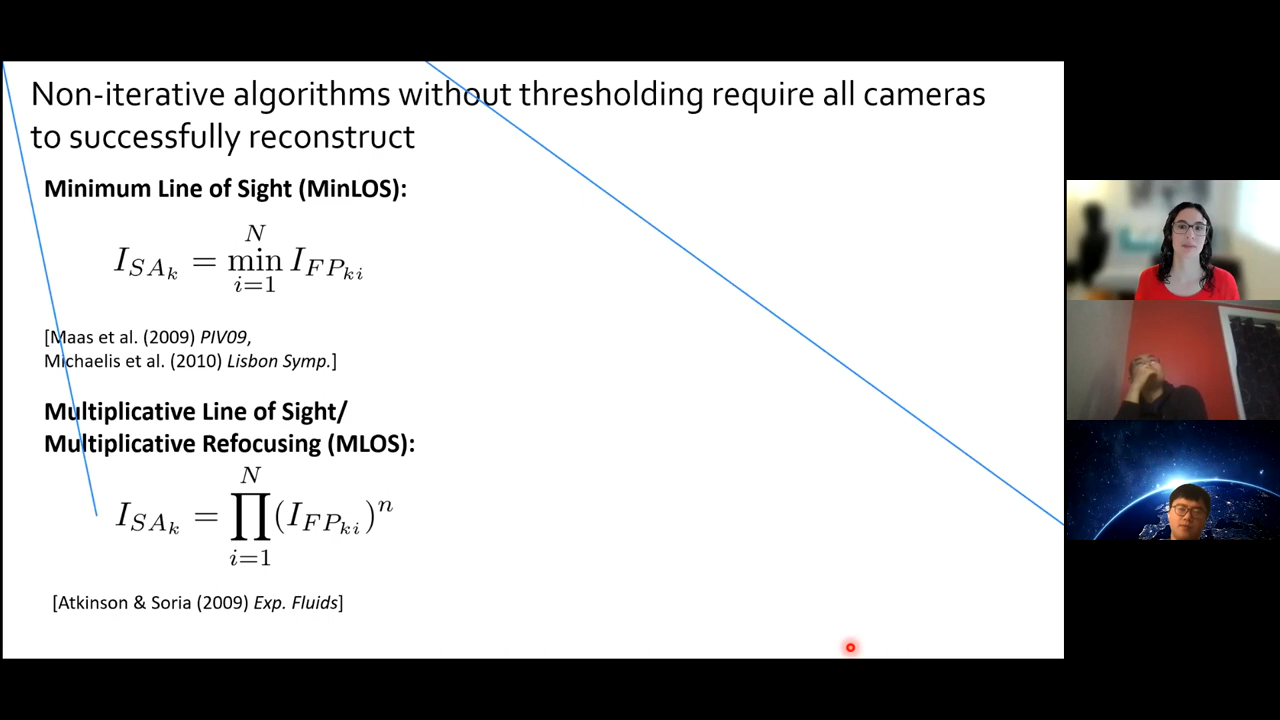 Non-iterative algorithms without thresholding require all cameras
to successfully reconstruct
Minimum Line of Sight (MinLOS):
I_{SA_k} = \min_{i=1}^{N} I_{FP_{ki}}
[Maas et al. (2009) PIV09,
Michaelis et al. (2010) Lisbon Symp.]
Multiplicative Line of Sight/
Multiplicative Refocusing (MLOS):
I_{SA_k} = \prod_{i=1}^{N} (I_{FP_{ki}})^n
[Atkinson & Soria (2009) Exp. Fluids]